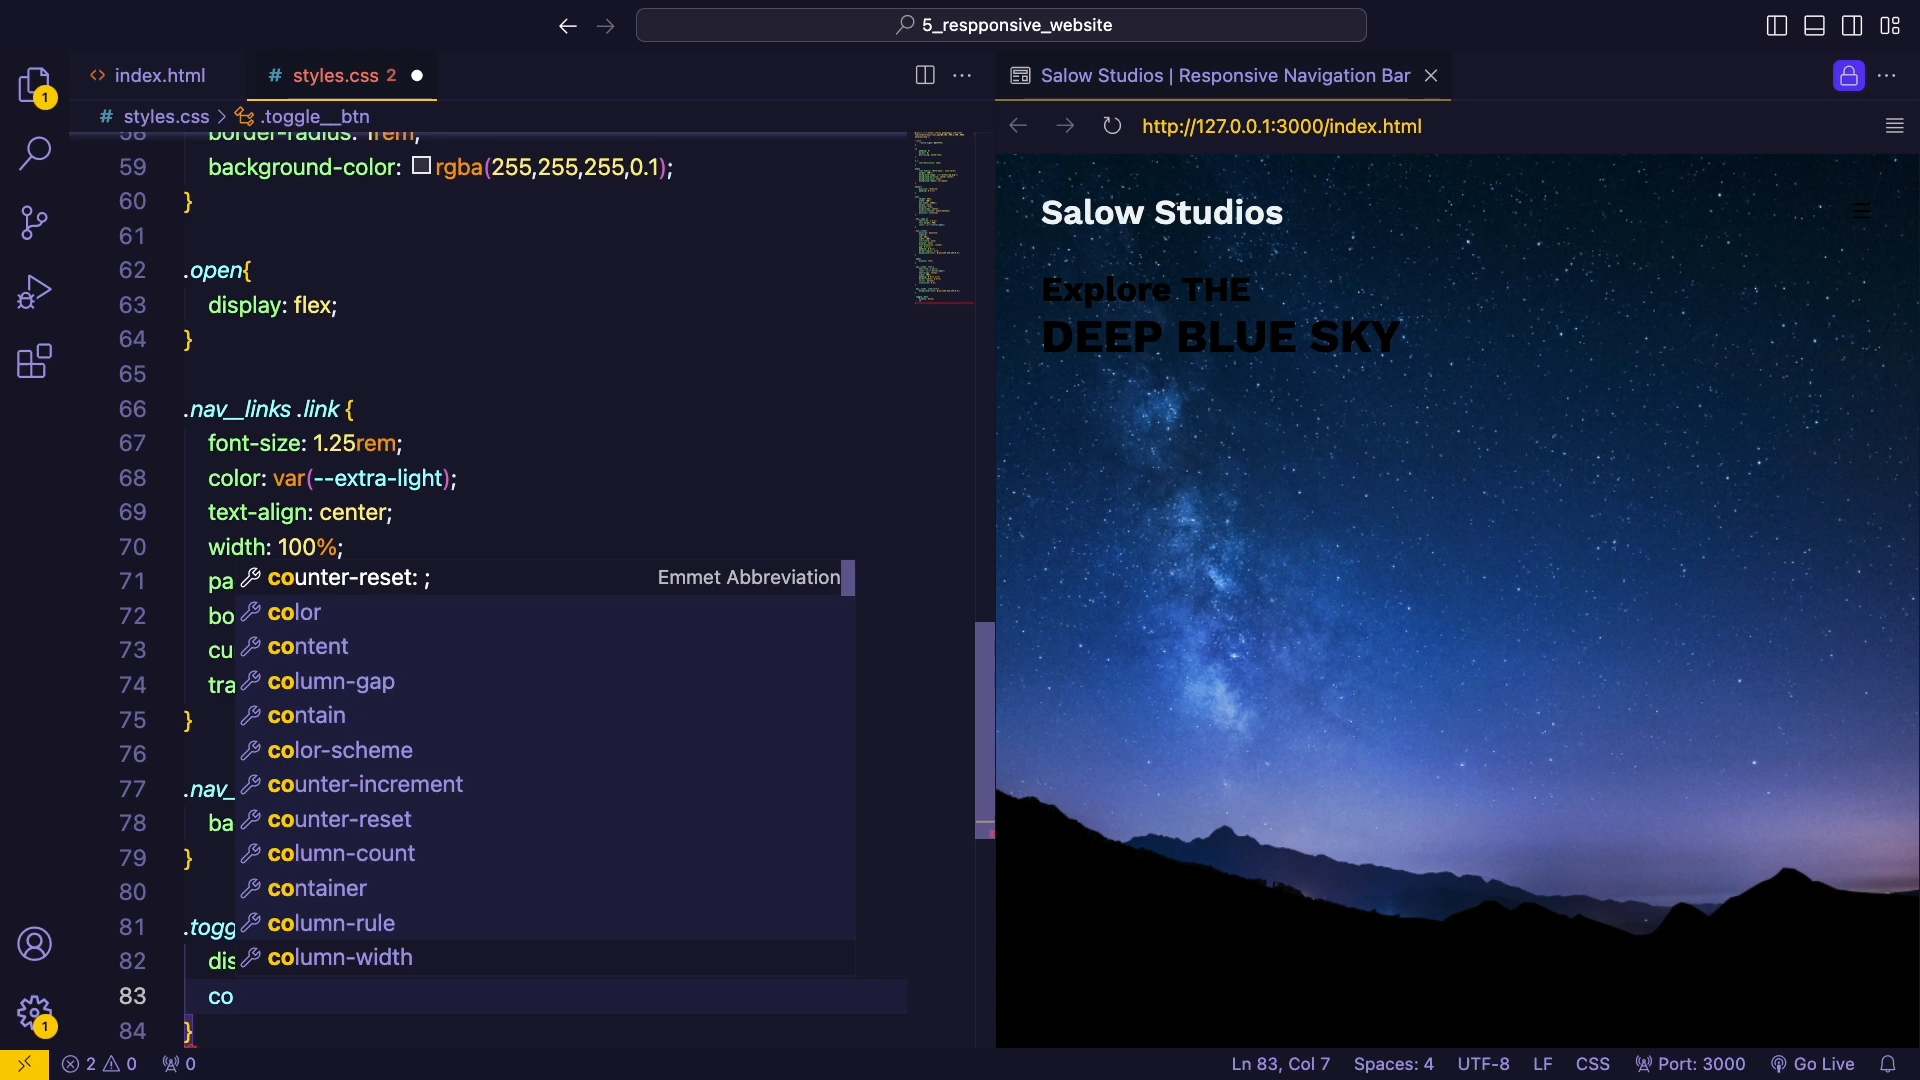 5_respponsive_website
index.html
# styles.css 2
Salow Studios | Responsive Navigation Bar
1
# styles.css > .toggle__btn
http://127.0.0.1:3000/index.html
58 border-radius: 1rem;
59 background-color: rgba(255,255,255,0.1);
60 }
61
62 .open{
63 display: flex;
64 }
65
66 .nav__links .link {
67 font-size: 1.25rem;
68 color: var(--extra-light);
69 text-align: center;
70 width: 100%;
71 pa
72 bo
73 cu
74 tra
75 }
76
77 .nav_
78 ba
79 }
80
81 .togg
82 dis
83 co
84 }
counter-reset: ; Emmet Abbreviation
color
content
column-gap
contain
color-scheme
counter-increment
counter-reset
column-count
container
column-rule
column-width
Salow Studios
Explore THE
DEEP BLUE SKY
1
2 0 0
Ln 83, Col 7 Spaces: 4 UTF-8 LF CSS Port: 3000 Go Live